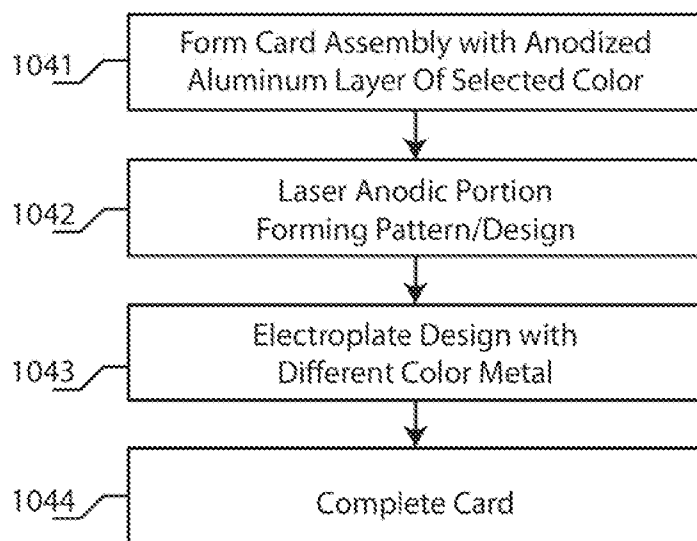 1041
Form Card Assembly with Anodized
Aluminum Layer Of Selected Color
1042
Laser Anodic Portion
Forming Pattern/Design
1043
Electroplate Design with
Different Color Metal
1044
Complete Card